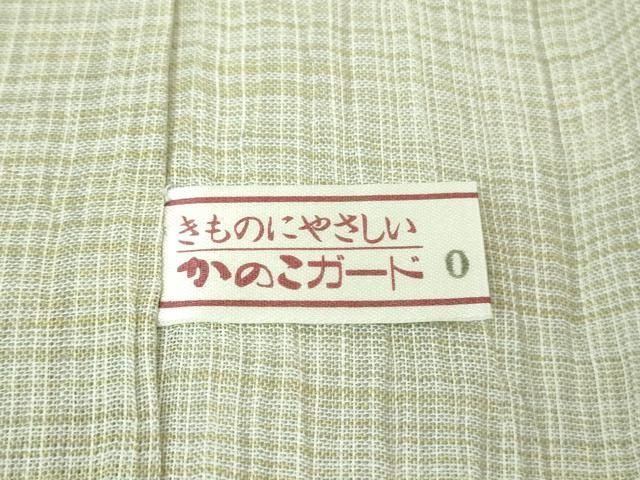 きものにやさしい
かのこガード 0